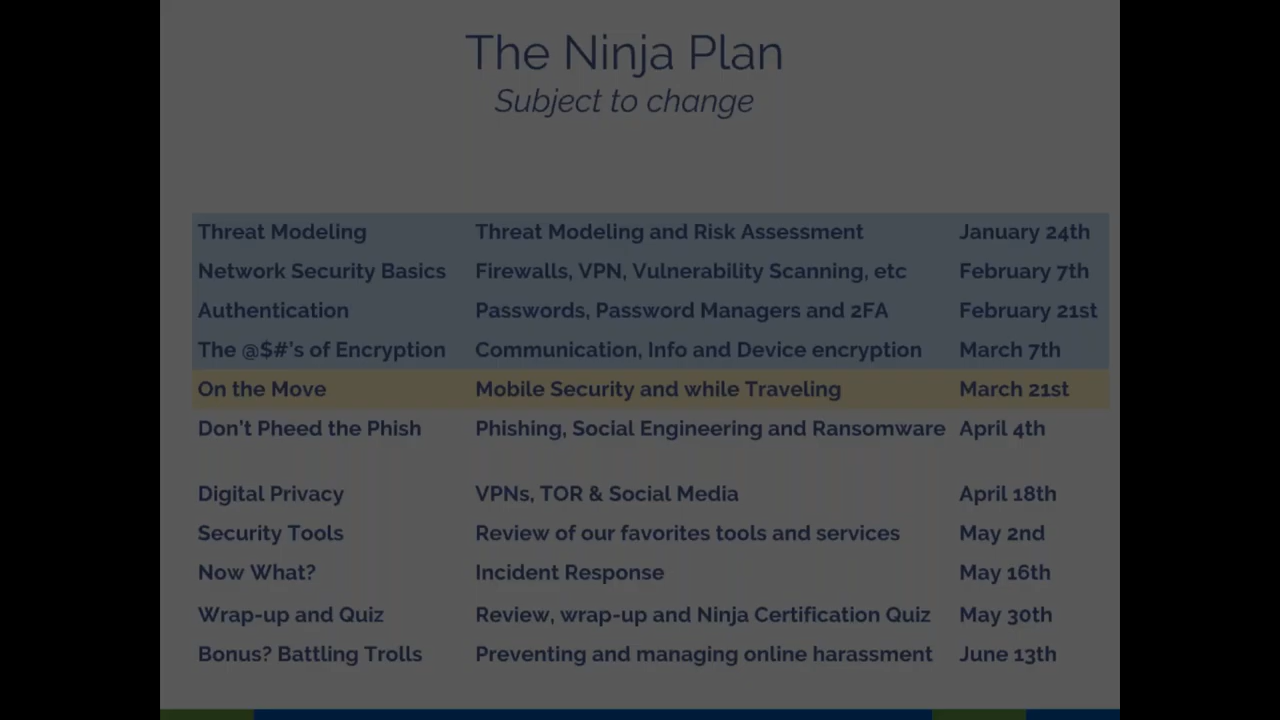 The Ninja Plan
Subject to change
Threat Modeling Threat Modeling and Risk Assessment January 24th
Network Security Basics Firewalls, VPN, Vulnerability Scanning, etc February 7th
Authentication Passwords, Password Managers and 2FA February 21st
The @$#'s of Encryption Communication, Info and Device encryption March 7th
On the Move Mobile Security and while Traveling March 21st
Don't Pheed the Phish Phishing, Social Engineering and Ransomware April 4th
Digital Privacy VPNs, TOR & Social Media April 18th
Security Tools Review of our favorites tools and services May 2nd
Now What? Incident Response May 16th
Wrap-up and Quiz Review, wrap-up and Ninja Certification Quiz May 30th
Bonus? Battling Trolls Preventing and managing online harassment June 13th